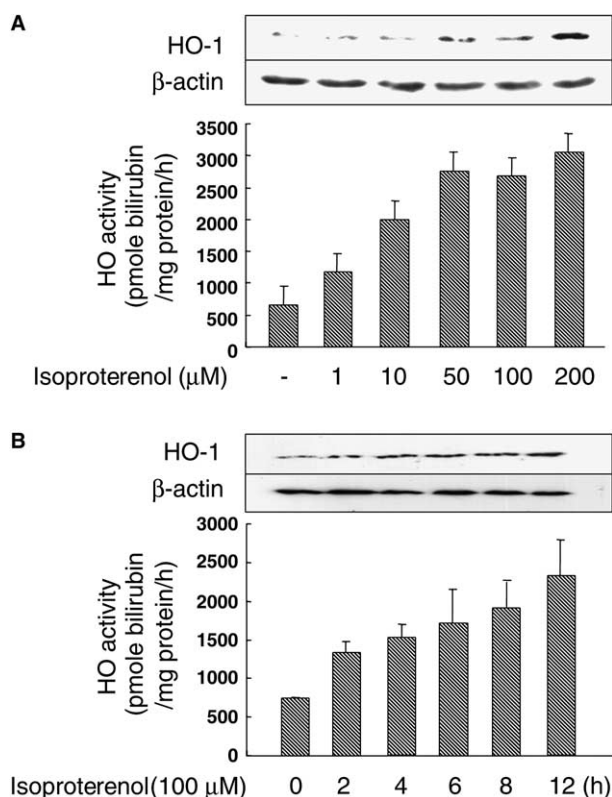 A
HO-1
β-actin
3500
3000
2500
2000
1500
1000
500
0
HO activity
(pmole bilirubin
/mg protein/h)
Isoproterenol (μM) - 1 10 50 100 200
B
HO-1
β-actin
3000
2500
2000
1500
1000
500
0
HO activity
(pmole bilirubin
/mg protein/h)
Isoproterenol(100 μM) 0 2 4 6 8 12 (h)